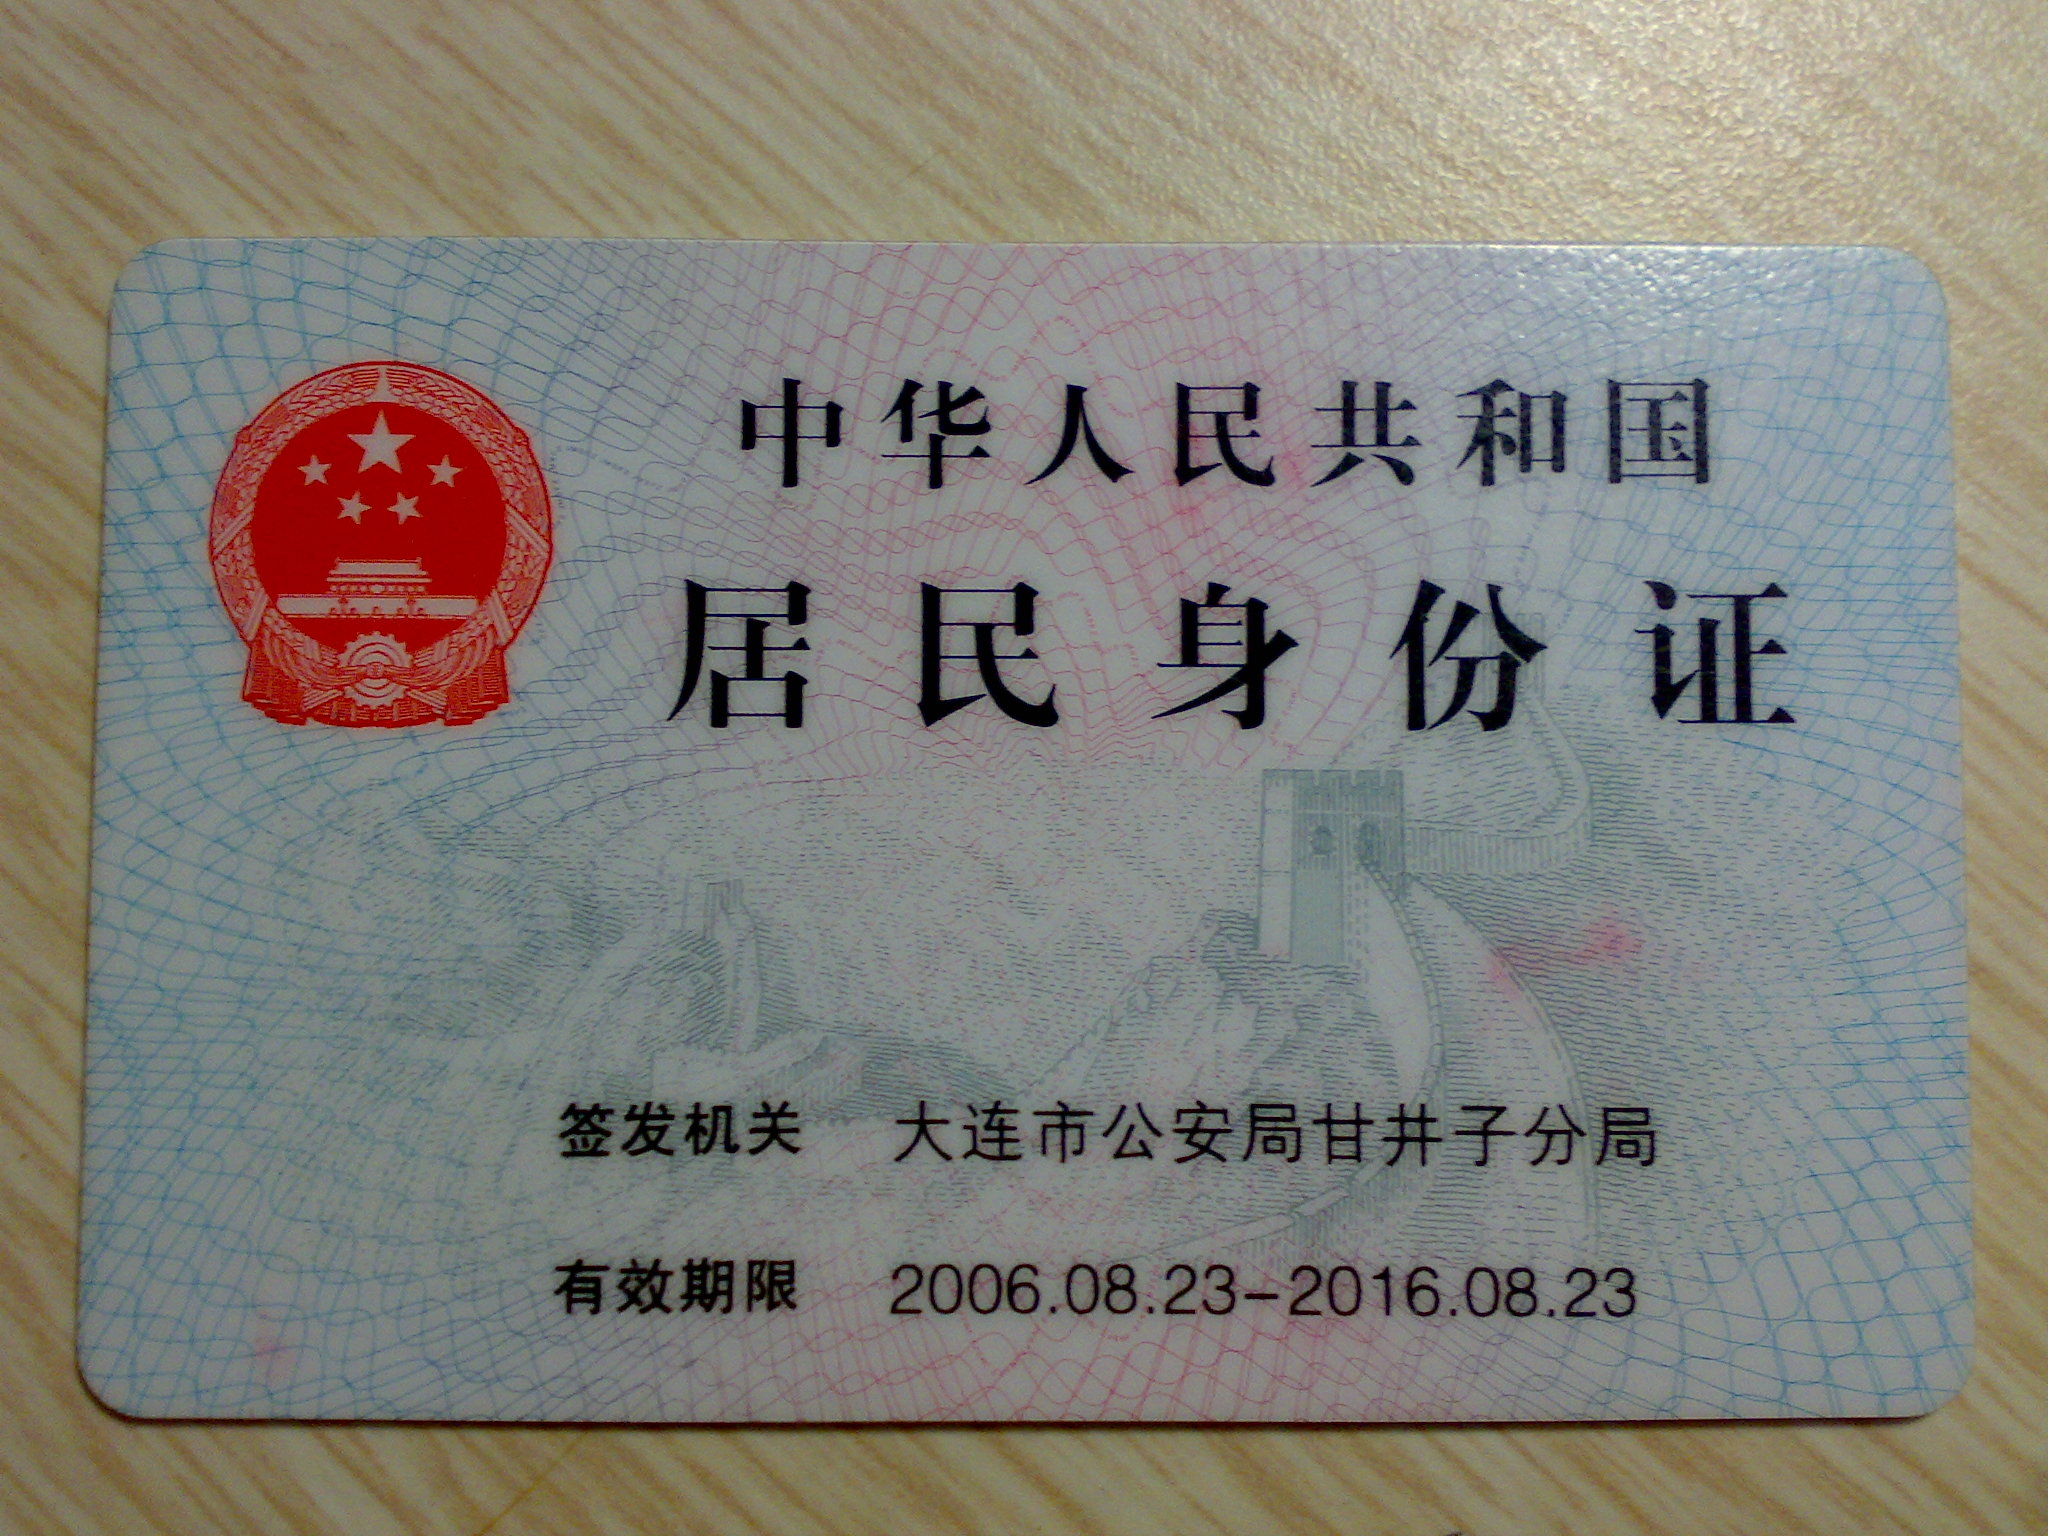 中华人民共和国
居民身份证
签发机关 大连市公安局甘井子分局
有效期限 2006.08.23-2016.08.23